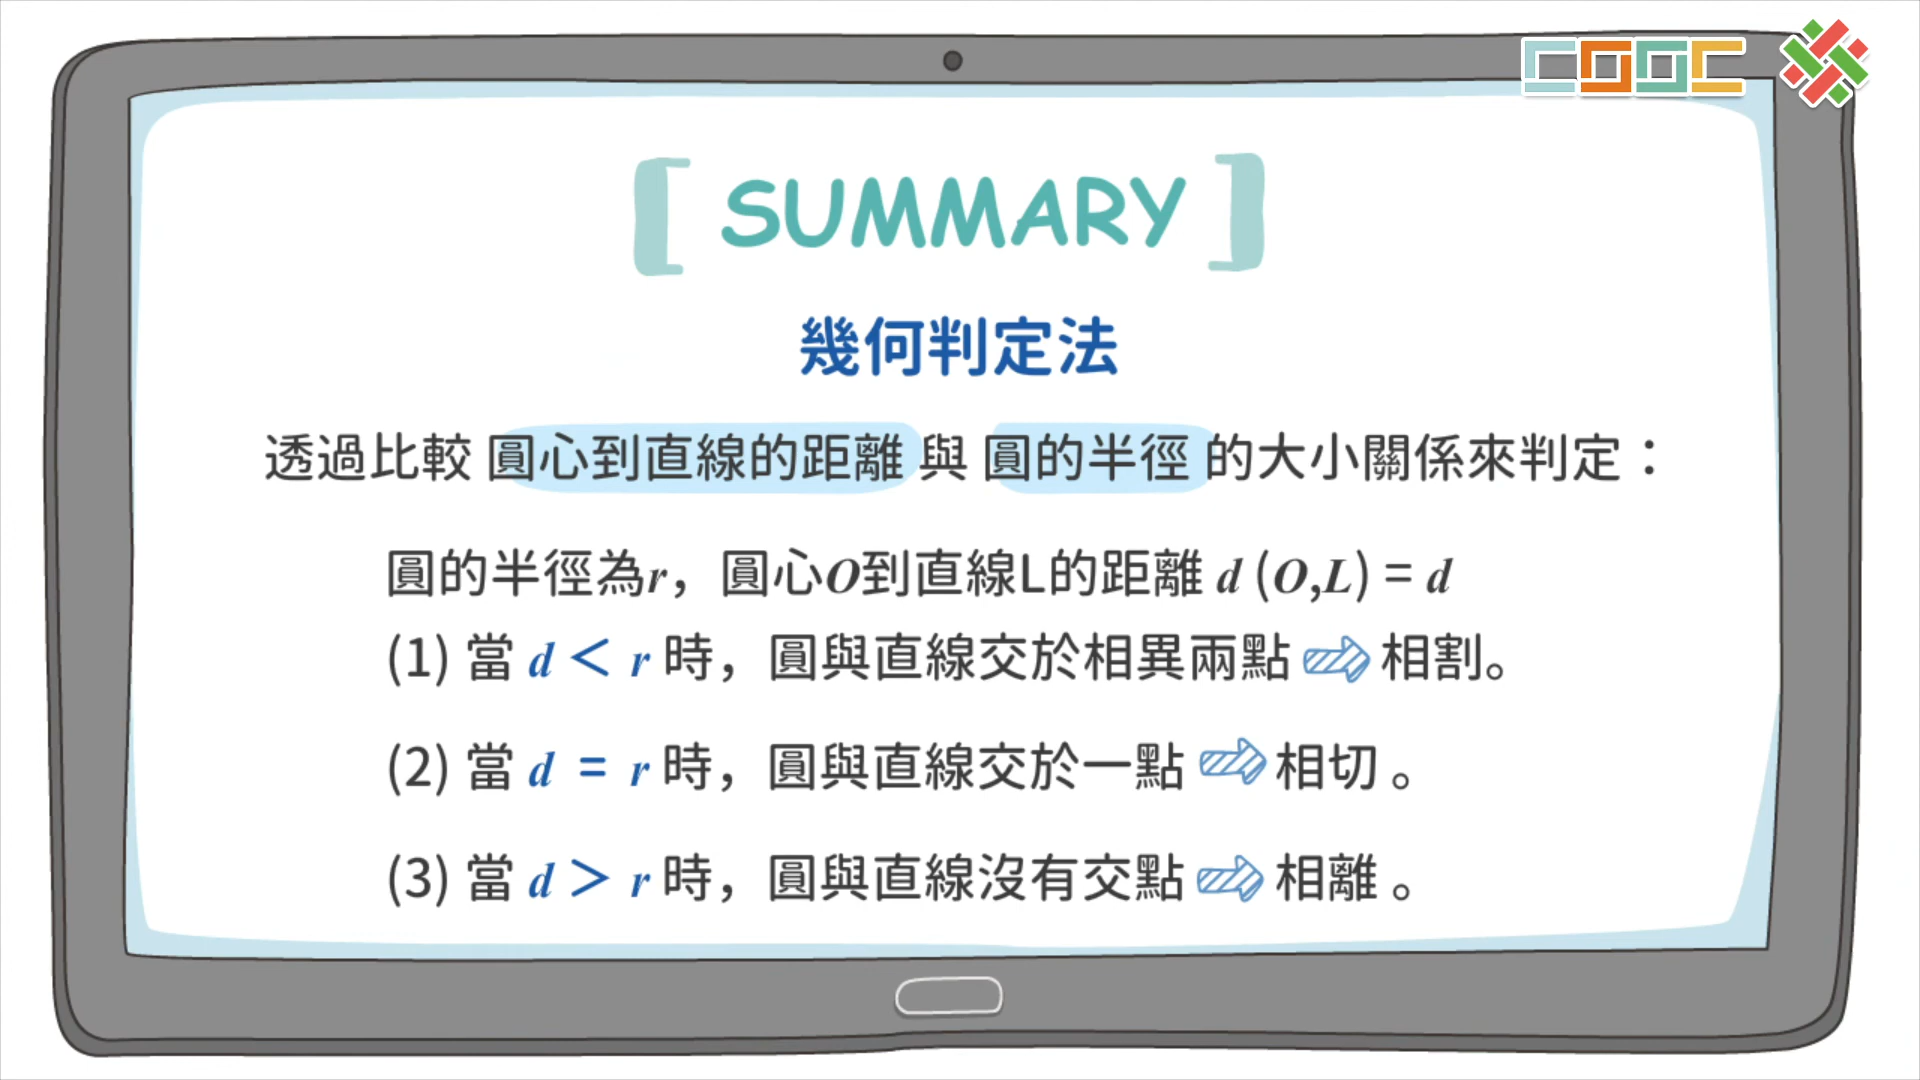 COOC
[ SUMMARY ]
幾何判定法
透過比較 圓心到直線的距離 與 圓的半徑 的大小關係來判定：
圓的半徑為r，圓心O到直線L的距離 d (O,L) = d
(1) 當 d < r 時，圓與直線交於相異兩點 ⇨ 相割。
(2) 當 d = r 時，圓與直線交於一點 ⇨ 相切。
(3) 當 d > r 時，圓與直線沒有交點 ⇨ 相離。